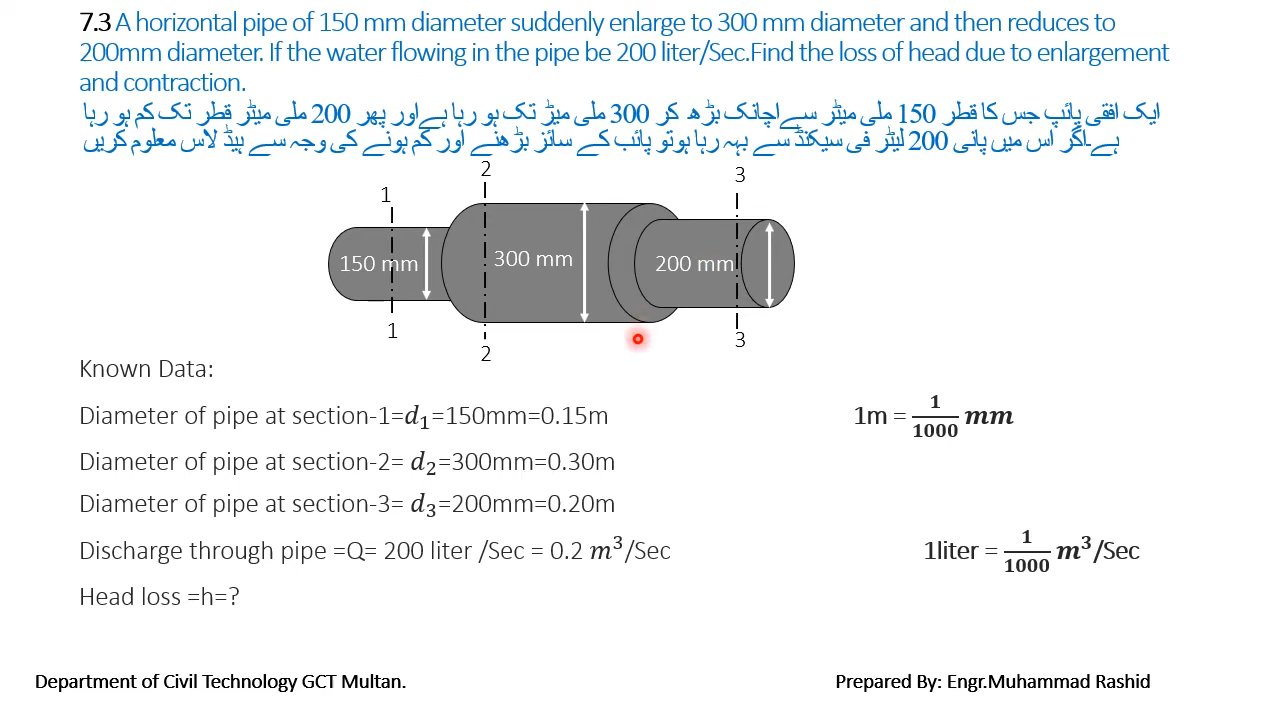 7.3 A horizontal pipe of 150 mm diameter suddenly enlarge to 300 mm diameter and then reduces to
200mm diameter. If the water flowing in the pipe be 200 liter/Sec.Find the loss of head due to enlargement
and contraction.
ایک افقی پائپ جس کا قطر 150 ملی میٹر سے اچانک بڑھ کر 300 ملی میڑ تک ہو رہا ہے اور پھر 200 ملی میٹر قطر تک کم ہو رہا
ہے۔اگر اس میں پانی 200 لیٹر فی سیکنڈ سے بہہ رہا ہوتو پائب کے سائز بڑھنے اور کم ہونے کی وجہ سے ہیڈ لاس معلوم کریں
2
3
1
150 mm
300 mm
200 mm
1
3
2
Known Data:
Diameter of pipe at section-1=d₁=150mm=0.15m
1m = 1/1000 mm
Diameter of pipe at section-2= d₂=300mm=0.30m
Diameter of pipe at section-3= d₃=200mm=0.20m
Discharge through pipe =Q= 200 liter /Sec = 0.2 m³/Sec
1liter = 1/1000 m³/Sec
Head loss =h=?
Department of Civil Technology GCT Multan.
Prepared By: Engr.Muhammad Rashid